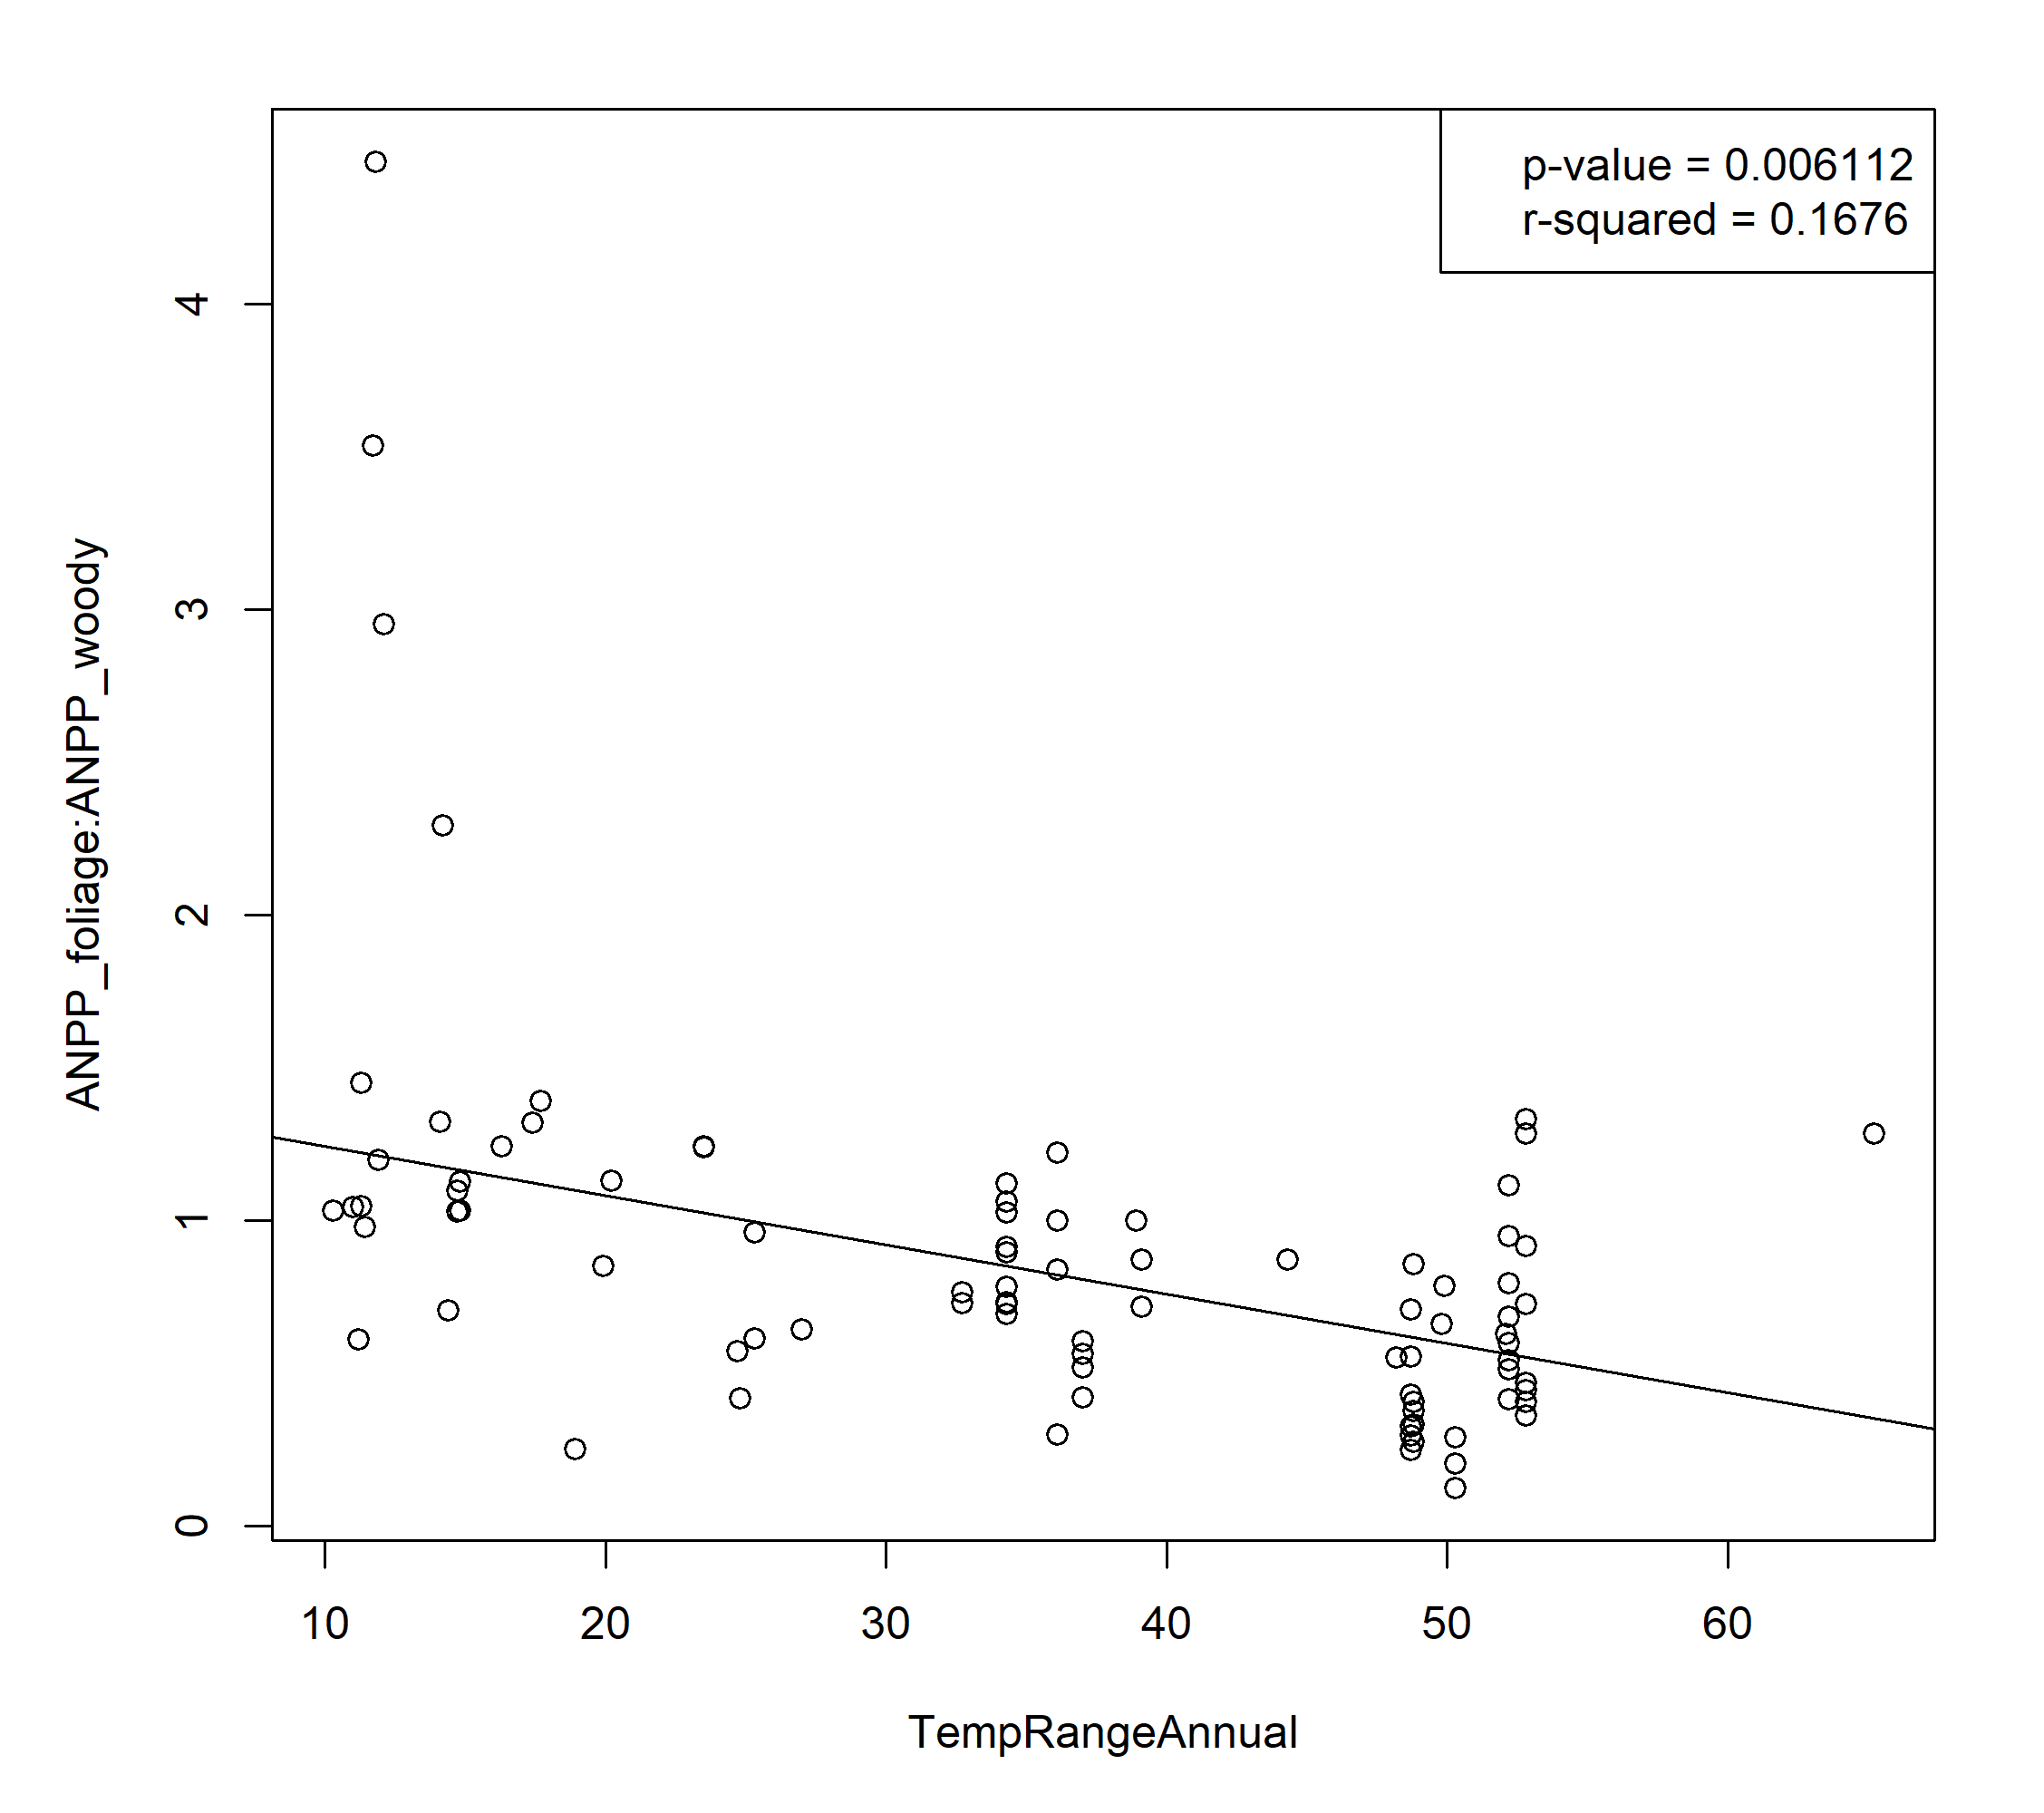 p-value = 0.006112
r-squared = 0.1676
ANPP_foliage:ANPP_woody
4
3
2
1
0
10 20 30 40 50 60
TempRangeAnnual